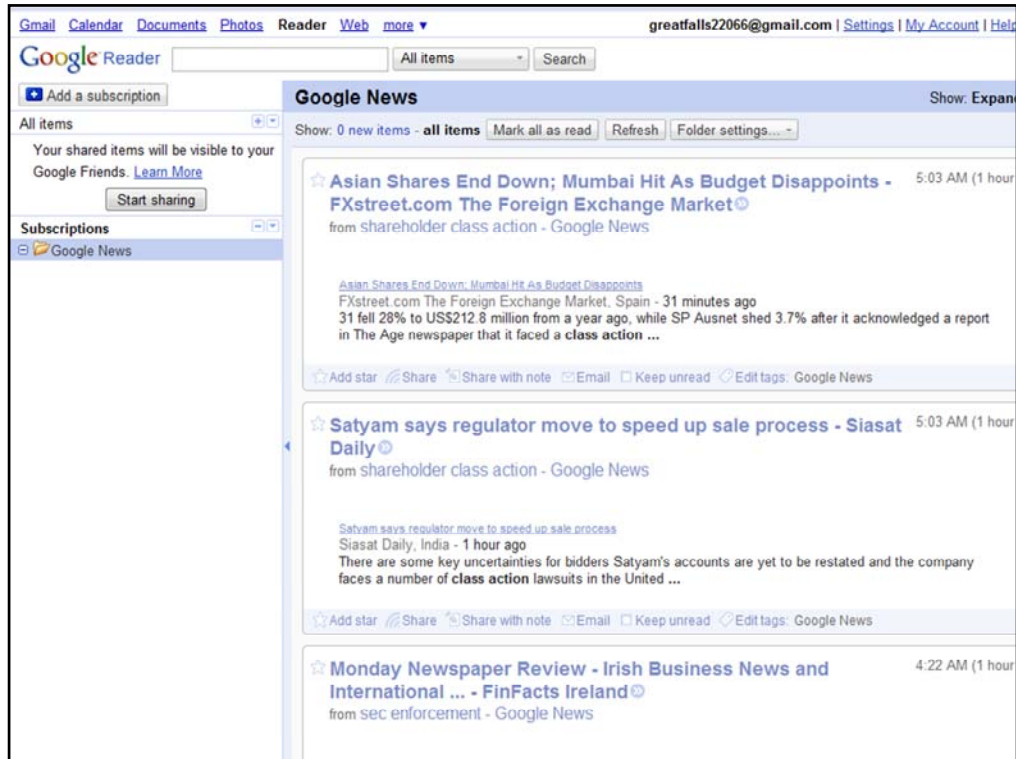 Gmail Calendar Documents Photos Reader Web more ▼
greatfalls22066@gmail.com | Settings | My Account | Help
Google Reader
All items
Search
Add a subscription
All items
Your shared items will be visible to your
Google Friends. Learn More
Start sharing
Subscriptions
Google News
Google News
Show: Expan
Show: 0 new items - all items Mark all as read Refresh Folder settings...
Asian Shares End Down; Mumbai Hit As Budget Disappoints -
FXstreet.com The Foreign Exchange Market
5:03 AM (1 hour
from shareholder class action - Google News
Asian Shares End Down; Mumbai Hit As Budget Disappoints
FXstreet.com The Foreign Exchange Market, Spain - 31 minutes ago
31 fell 28% to US$212.8 million from a year ago, while SP Ausnet shed 3.7% after it acknowledged a report
in The Age newspaper that it faced a class action ...
Add star Share Share with note Email Keep unread Edit tags: Google News
Satyam says regulator move to speed up sale process - Siasat
Daily
5:03 AM (1 hour
from shareholder class action - Google News
Satyam says regulator move to speed up sale process
Siasat Daily, India - 1 hour ago
There are some key uncertainties for bidders Satyam's accounts are yet to be restated and the company
faces a number of class action lawsuits in the United ...
Add star Share Share with note Email Keep unread Edit tags: Google News
Monday Newspaper Review - Irish Business News and
International ... - FinFacts Ireland
4:22 AM (1 hour
from sec enforcement - Google News